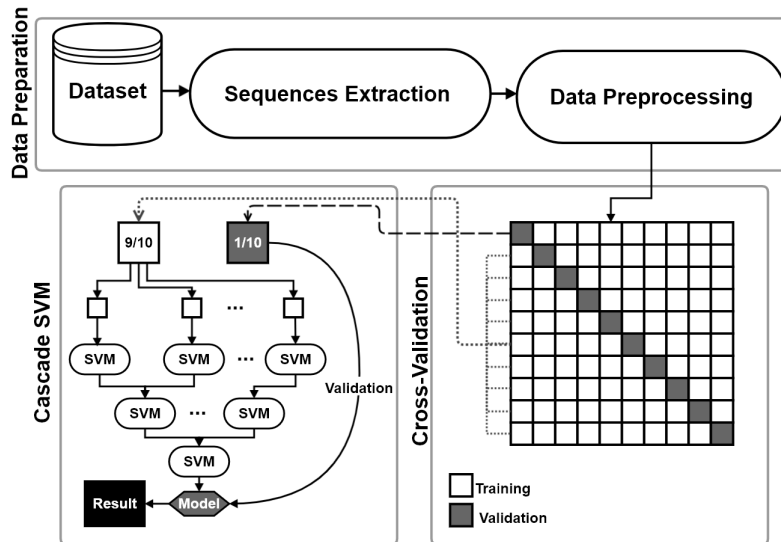 Data Preparation
Dataset
Sequences Extraction
Data Preprocessing
Cascade SVM
9/10
1/10
...
SVM
SVM
...
SVM
Validation
SVM
...
SVM
SVM
Result
Model
Cross-Validation
Training
Validation